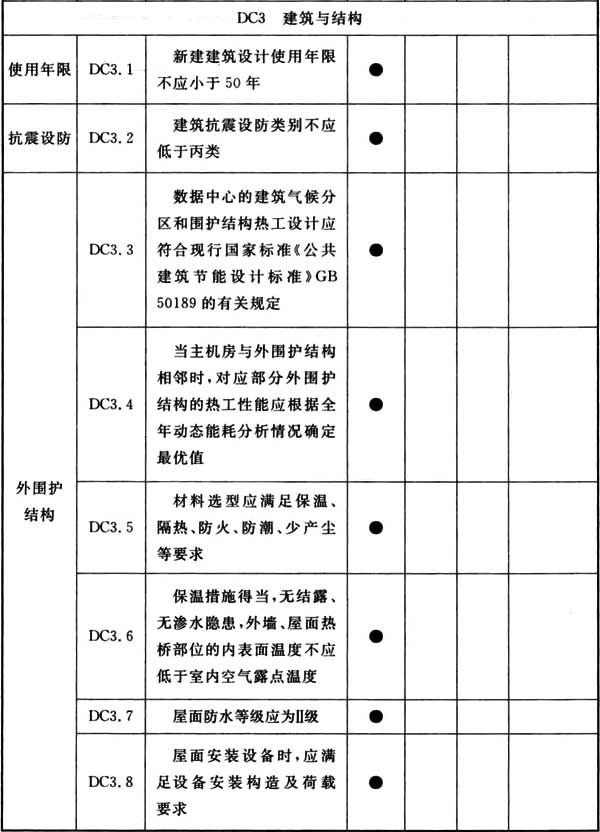 DC3 建筑与结构
使用年限
DC3.1
新建建筑设计使用年限
不应小于50年
●
抗震设防
DC3.2
建筑抗震设防类别不应
低于丙类
●
外围护
结构
DC3.3
数据中心的建筑气候分
区和围护结构热工设计应
符合现行国家标准《公共
建筑节能设计标准》GB
50189的有关规定
●
DC3.4
当主机房与外围护结构
相邻时,对应部分外围护
结构的热工性能应根据全
年动态能耗分析情况确定
最优值
●
DC3.5
材料选型应满足保温、
隔热、防火、防潮、少产尘
等要求
●
DC3.6
保温措施得当,无结露、
无渗水隐患,外墙、屋面热
桥部位的内表面温度不应
低于室内空气露点温度
●
DC3.7
屋面防水等级应为Ⅱ级
●
DC3.8
屋面安装设备时,应满
足设备安装构造及荷载
要求
●